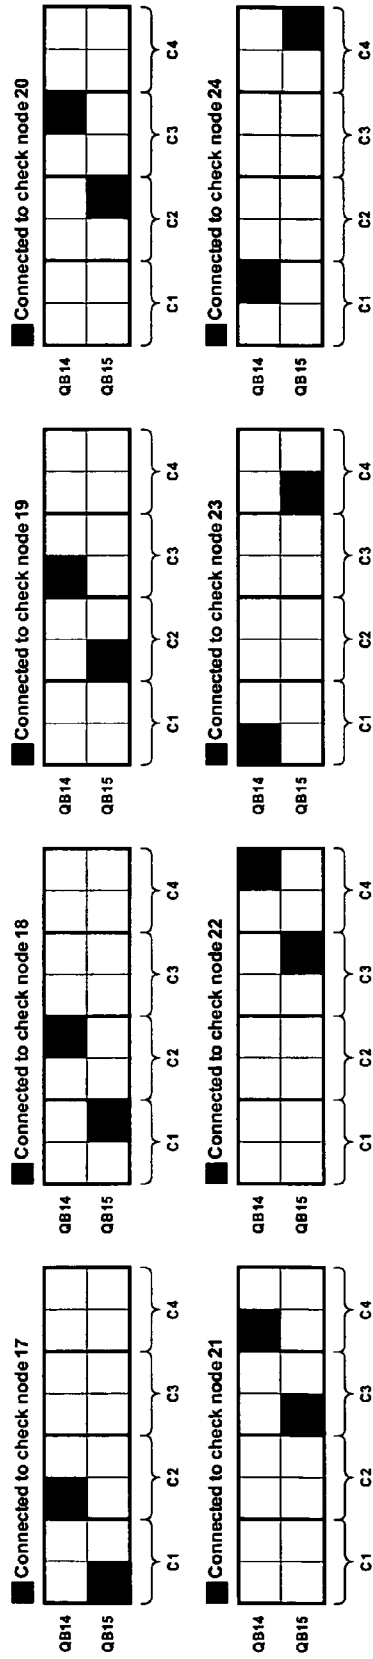 Connected to check node 17
QB14
QB15
C1 C2 C3 C4
Connected to check node 18
QB14
QB15
C1 C2 C3 C4
Connected to check node 19
QB14
QB15
C1 C2 C3 C4
Connected to check node 20
QB14
QB15
C1 C2 C3 C4
Connected to check node 21
QB14
QB15
C1 C2 C3 C4
Connected to check node 22
QB14
QB15
C1 C2 C3 C4
Connected to check node 23
QB14
QB15
C1 C2 C3 C4
Connected to check node 24
QB14
QB15
C1 C2 C3 C4